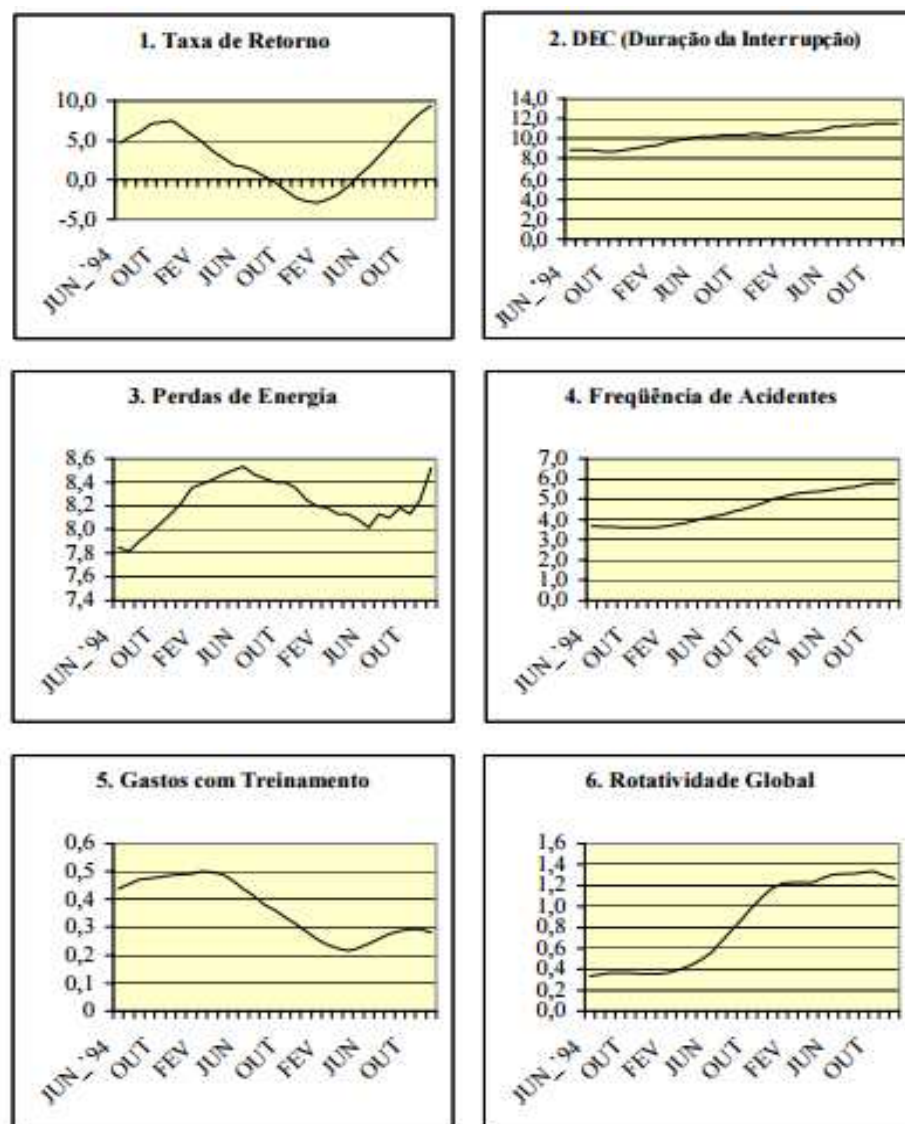 1. Taxa de Retorno
10,0
5,0
0,0
-5,0
JUN_`94
OUT
FEV
JUN
OUT
FEV
JUN
OUT
2. DEC (Duração da Interrupção)
14,0
12,0
10,0
8,0
6,0
4,0
2,0
0,0
JUN_`94
OUT
FEV
JUN
OUT
FEV
JUN
OUT
3. Perdas de Energia
8,6
8,4
8,2
8,0
7,8
7,6
7,4
JUN_`94
OUT
FEV
JUN
OUT
FEV
JUN
OUT
4. Freqüência de Acidentes
7,0
6,0
5,0
4,0
3,0
2,0
1,0
0,0
JUN_`94
OUT
FEV
JUN
OUT
FEV
JUN
OUT
5. Gastos com Treinamento
0,6
0,5
0,4
0,3
0,2
0,1
0
JUN_`94
OUT
FEV
JUN
OUT
FEV
JUN
OUT
6. Rotatividade Global
1,6
1,4
1,2
1,0
0,8
0,6
0,4
0,2
0,0
JUN_`94
OUT
FEV
JUN
OUT
FEV
JUN
OUT